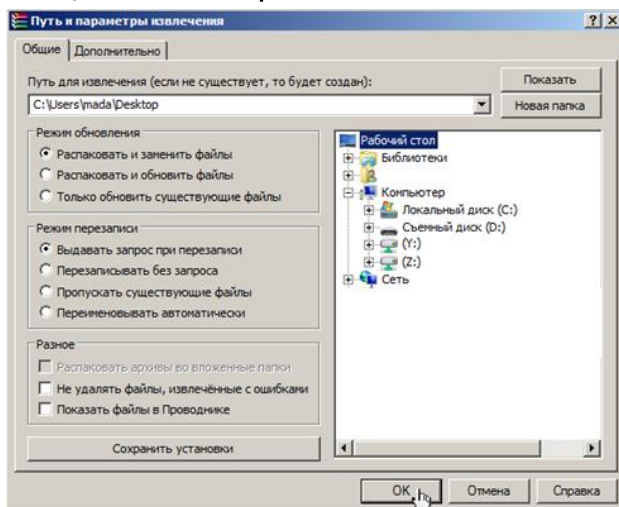 Путь и параметры извлечения
Общие Дополнительно
Путь для извлечения (если не существует, то будет создан):
Показать
C:\Users\mada\Desktop
Новая папка
Режим обновления
Распаковать и заменить файлы
Распаковать и обновить файлы
Только обновить существующие файлы
Режим перезаписи
Выдавать запрос при перезаписи
Перезаписывать без запроса
Пропускать существующие файлы
Переименовывать автоматически
Разное
Распаковать архивы во вложенные папки
Не удалять файлы, извлечённые с ошибками
Показать файлы в Проводнике
Сохранить установки
Рабочий стол
Библиотеки
Компьютер
Локальный диск (C:)
Съемный диск (D:)
(Y:)
(Z:)
Сеть
OK Отмена Справка